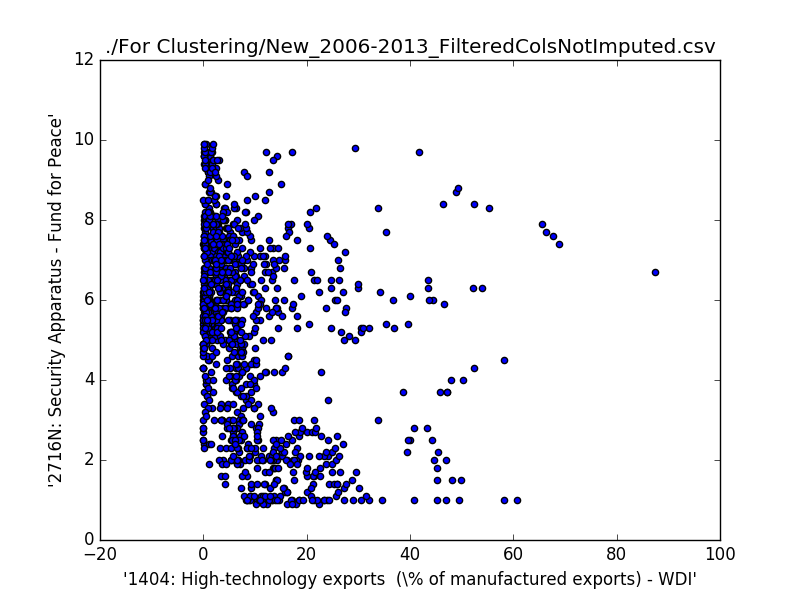 ./For Clustering/New_2006-2013_FilteredColsNotImputed.csv
12
10
8
6
4
2
0
'2716N: Security Apparatus - Fund for Peace'
−20 0 20 40 60 80 100
'1404: High-technology exports  (\% of manufactured exports) - WDI'